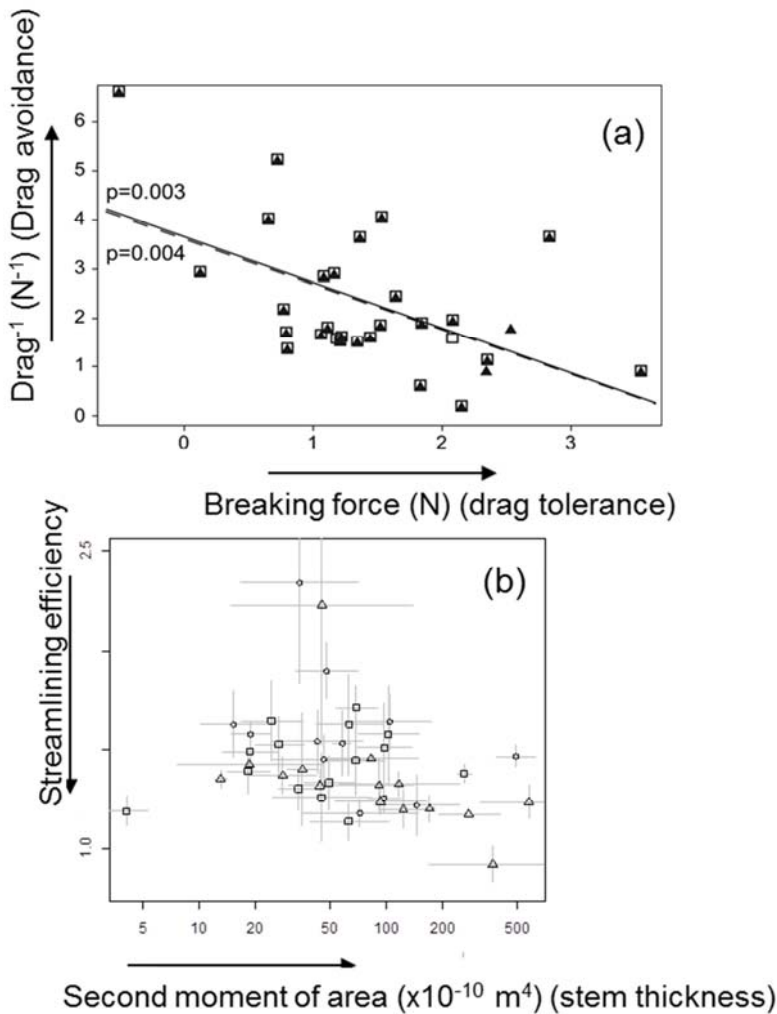 (a)
Drag⁻¹ (N⁻¹) (Drag avoidance)
6
5
4
3
2
1
0
p=0.003
p=0.004
0 1 2 3
Breaking force (N) (drag tolerance)
(b)
Streamlining efficiency
2.5
1.0
5 10 20 50 100 200 500
Second moment of area (x10⁻¹⁰ m⁴) (stem thickness)